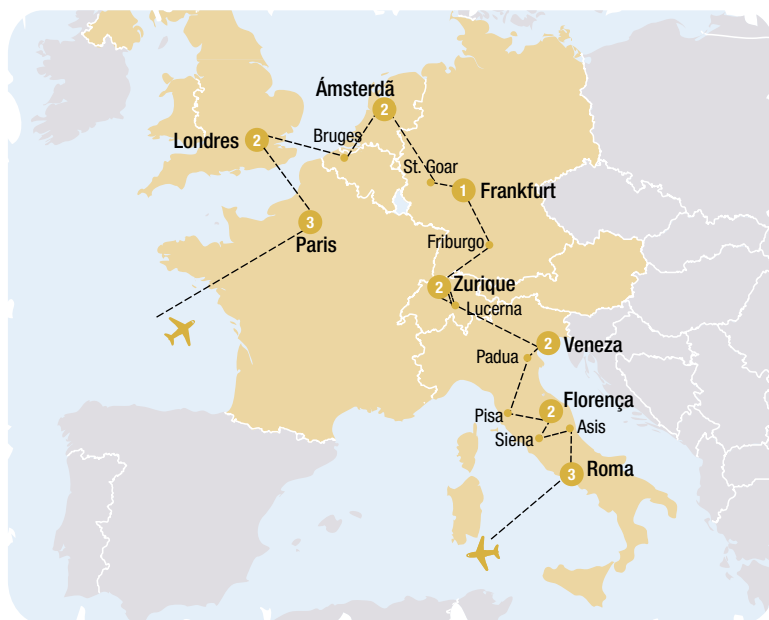 Ámsterdã
2
Bruges
Londres
2
St. Goar
1
Frankfurt
3
Paris
Friburgo
Zurique
2
Lucerna
2
Veneza
Padua
Florença
2
Pisa
Asis
Siena
Roma
3